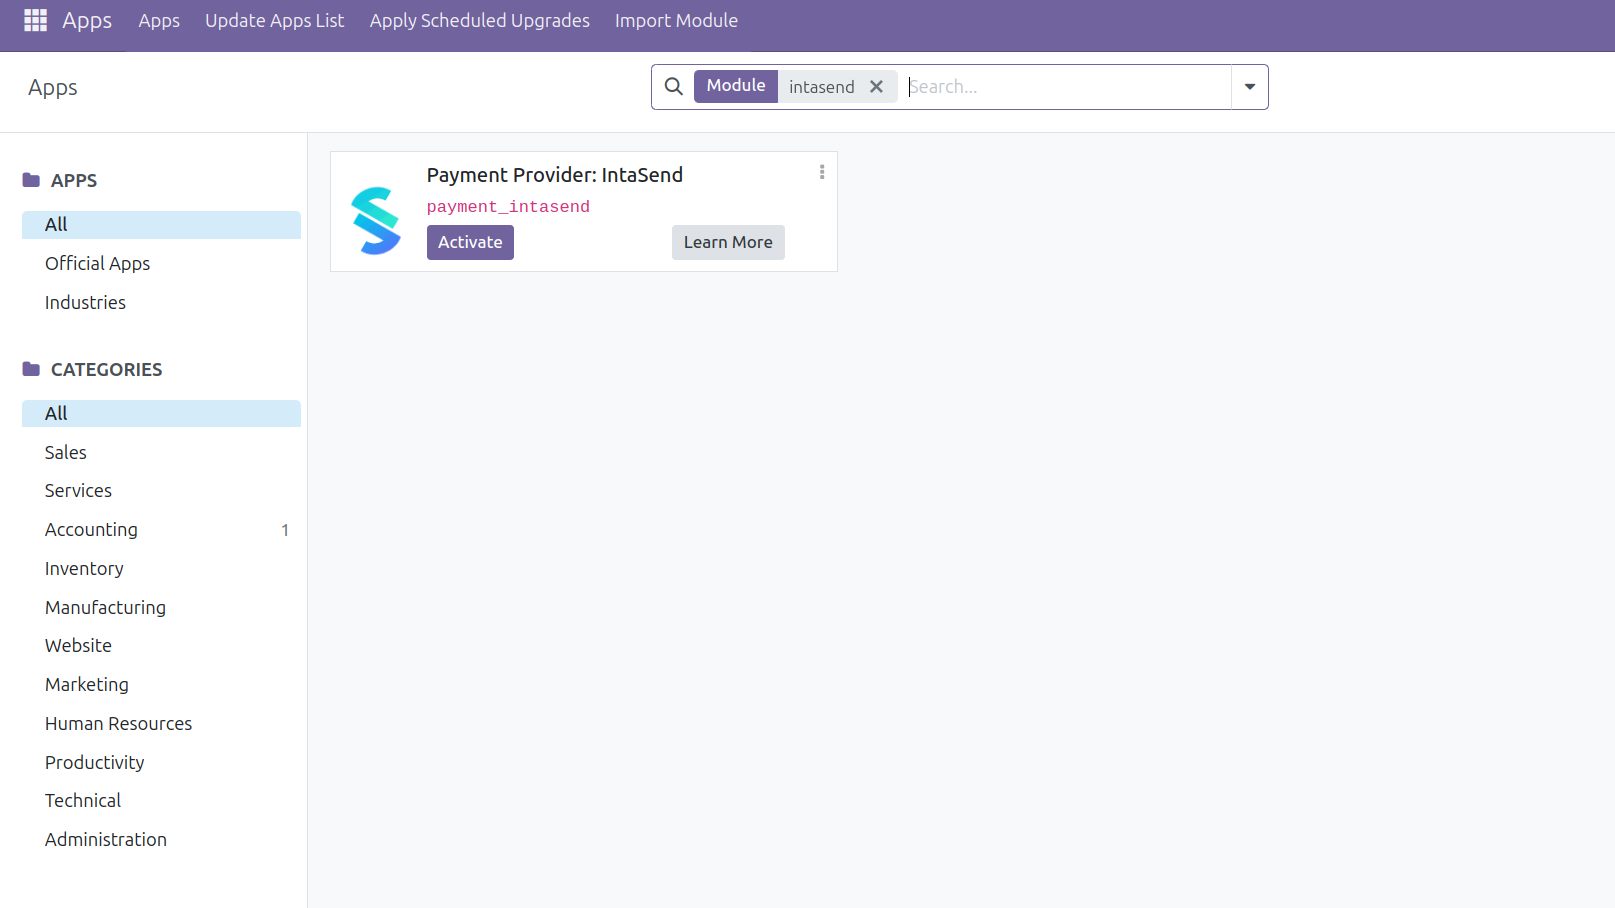 Apps Apps Update Apps List Apply Scheduled Upgrades Import Module
Apps
Module intasend Search...
APPS
All
Official Apps
Industries
CATEGORIES
All
Sales
Services
Accounting 1
Inventory
Manufacturing
Website
Marketing
Human Resources
Productivity
Technical
Administration
Payment Provider: IntaSend
payment_intasend
Activate Learn More